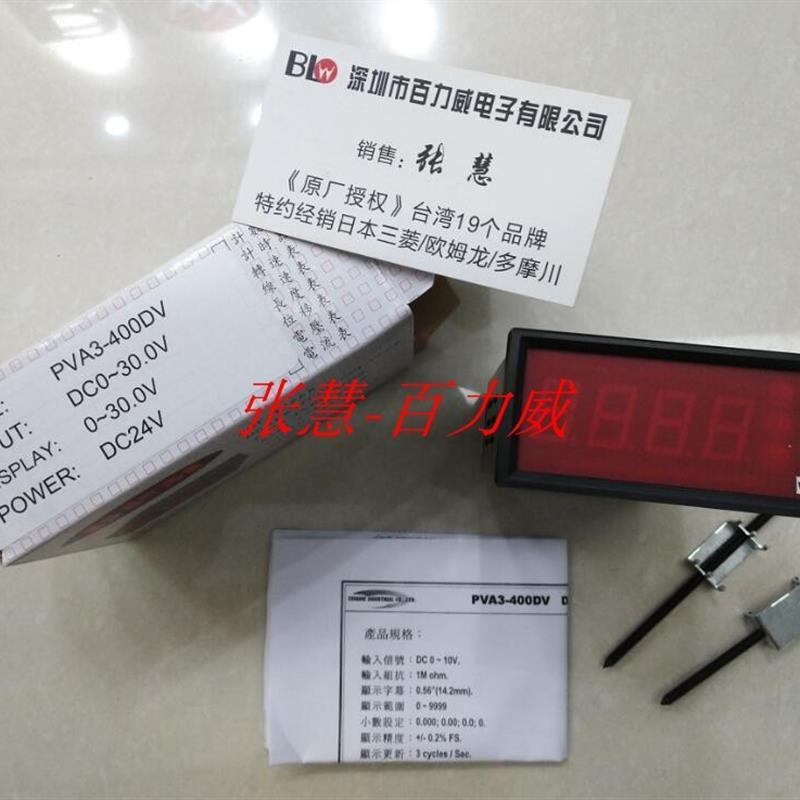 BLW 深圳市百力威电子有限公司
销售：张 慧
《原厂授权》台湾19个品牌
特约经销日本三菱/欧姆龙/多摩川
PVA3-400DV
DC0~30.0V
DISPLAY: 0~30.0V
POWER: DC24V
张慧-百力威
PVA3-400DV
產品規格：
輸入信號：DC 0 ~ 10V.
輸入組抗：1M ohm.
顯示字幕：0.56"(14.2mm).
顯示範圍 0 ~ 9999
小數設定：0.000; 0.00; 0.0; 0.
顯示精度：+/- 0.2% FS.
顯示更新：3 cycles / Sec.